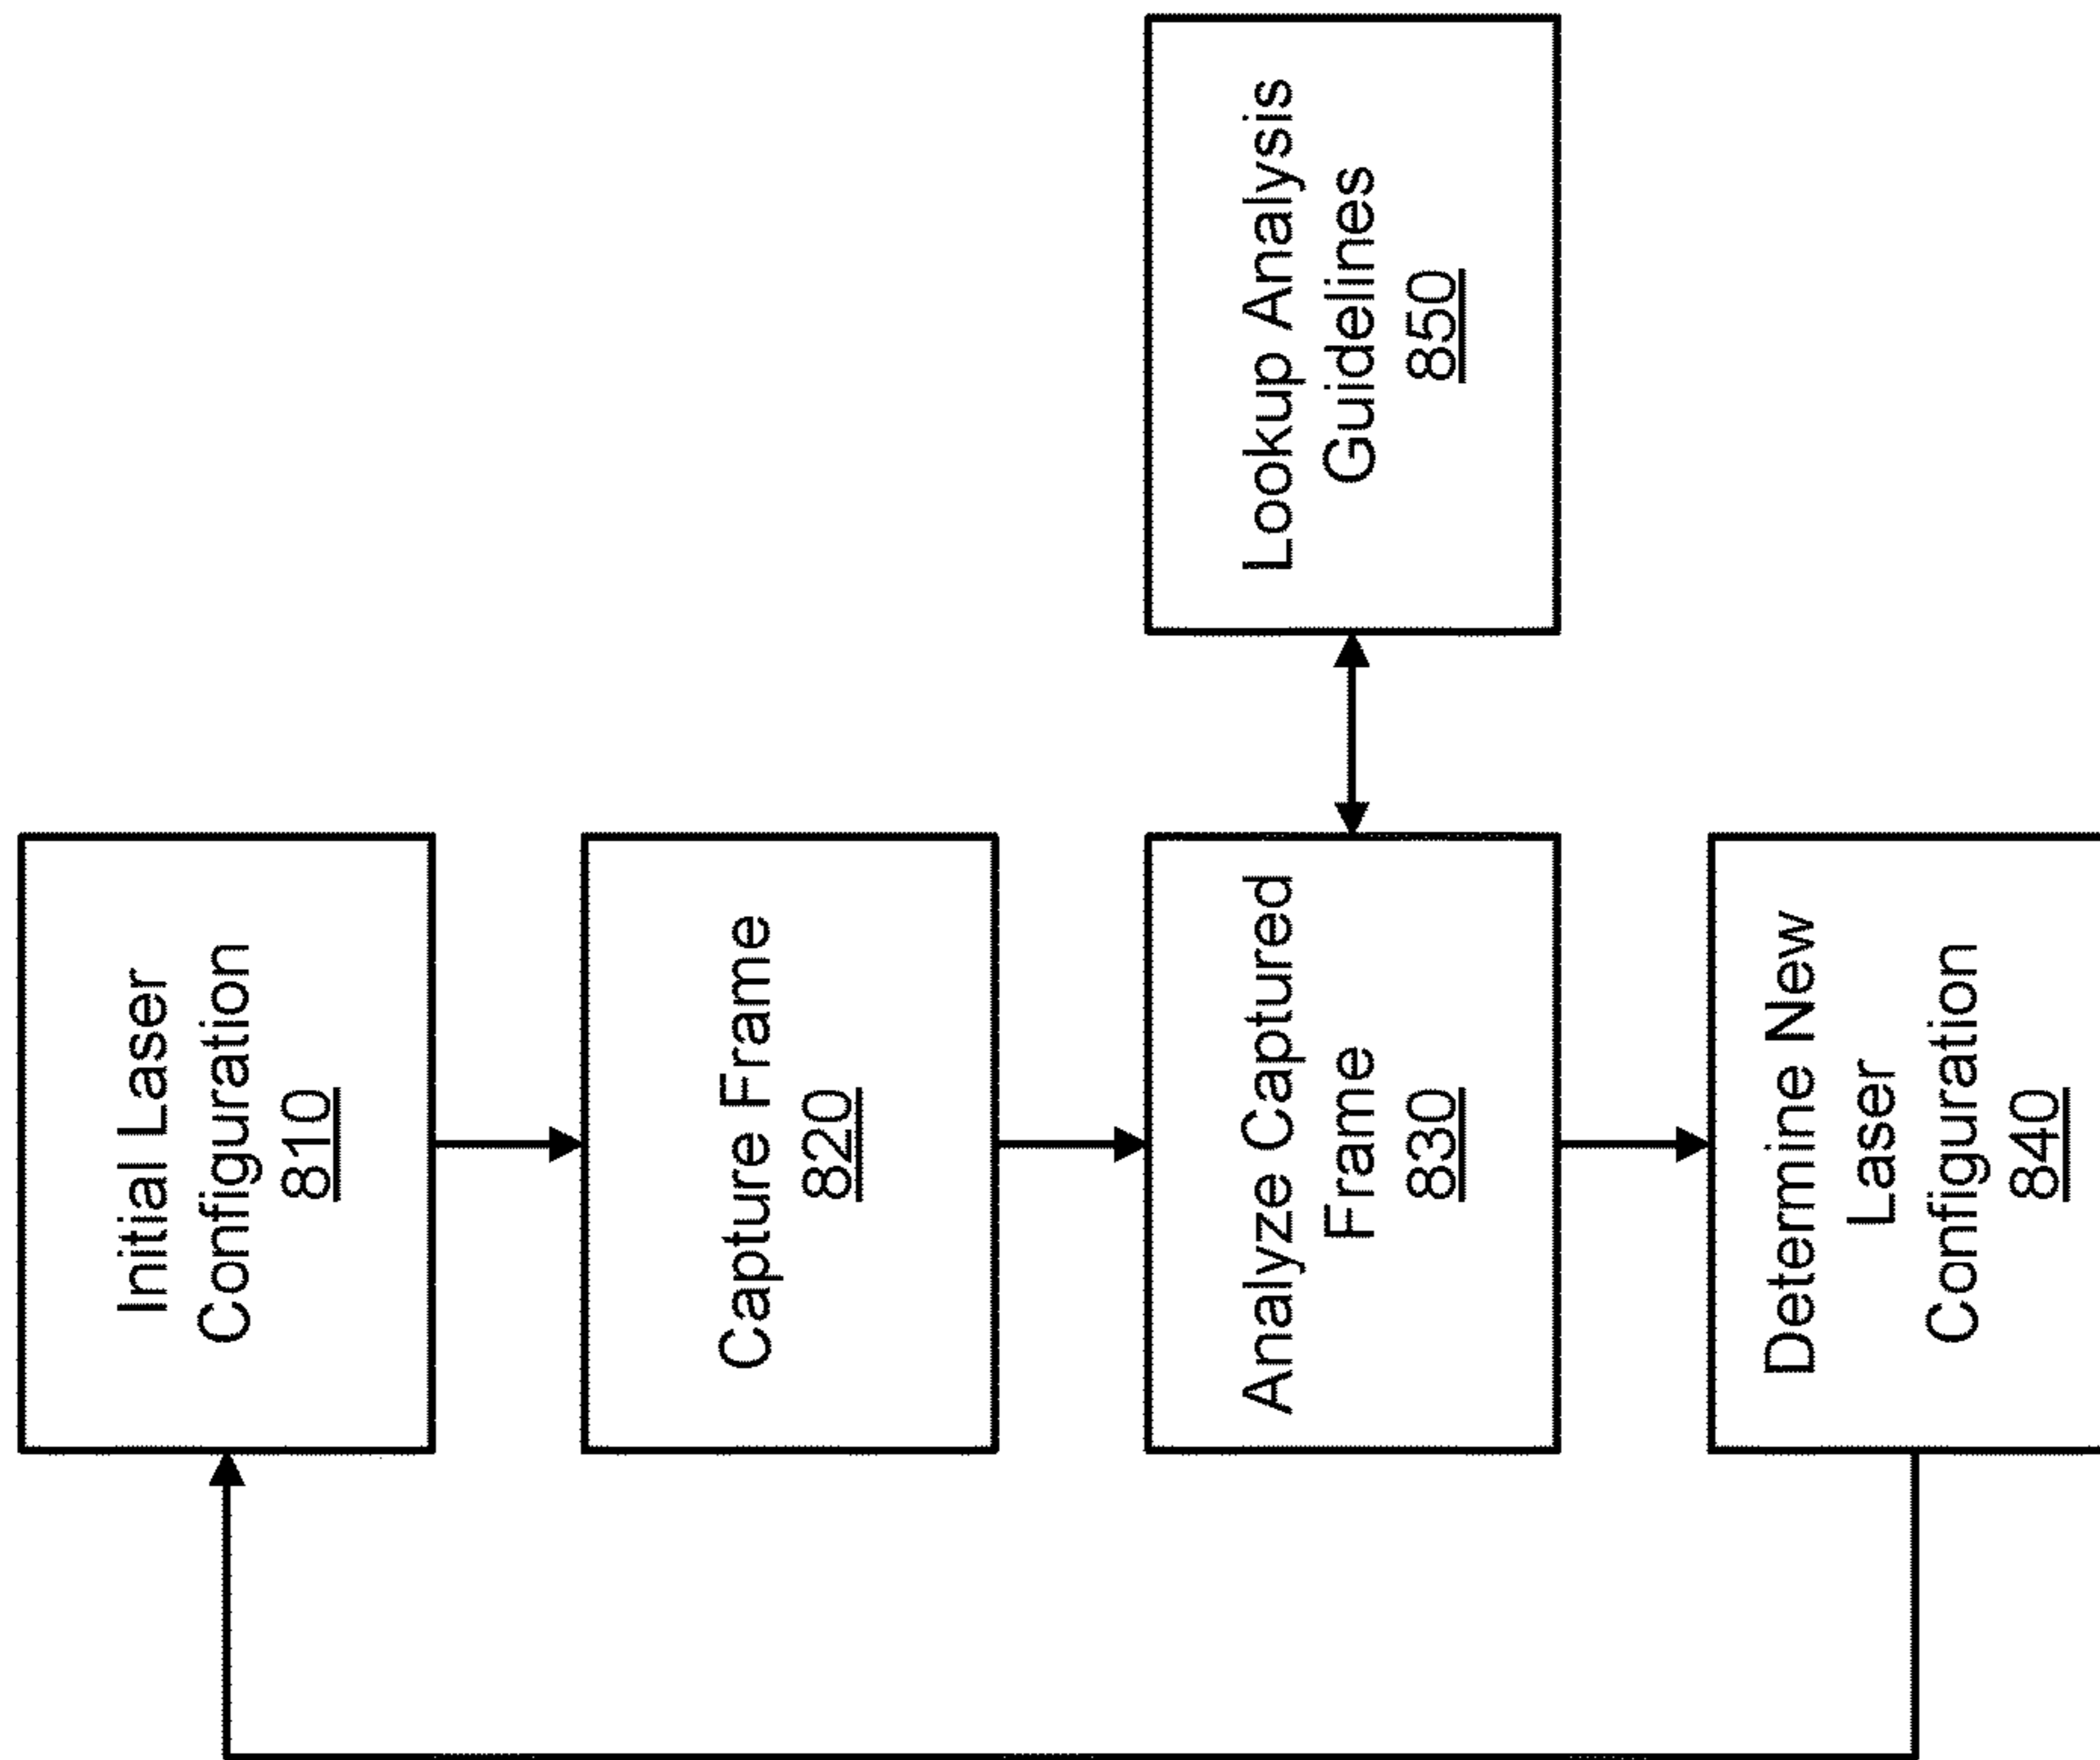 Initial Laser
Configuration
810
Capture Frame
820
Analyze Captured
Frame
830
Lookup Analysis
Guidelines
850
Determine New
Laser
Configuration
840